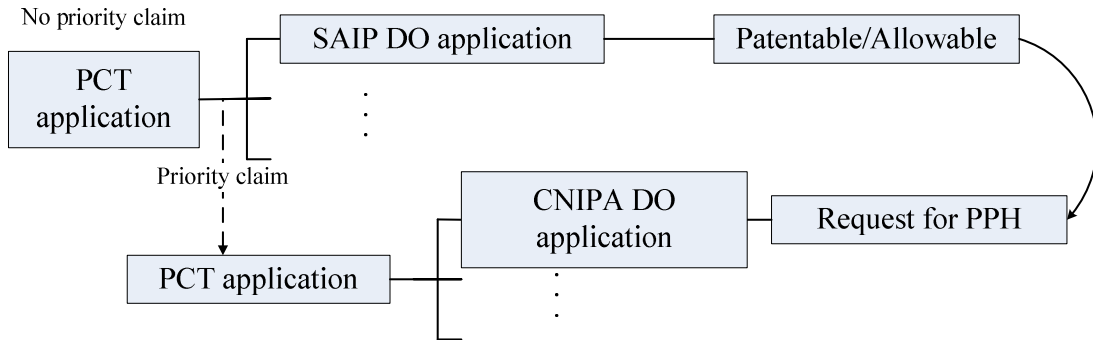 No priority claim
SAIP DO application
Patentable/Allowable
PCT
application
Priority claim
CNIPA DO
application
Request for PPH
PCT application